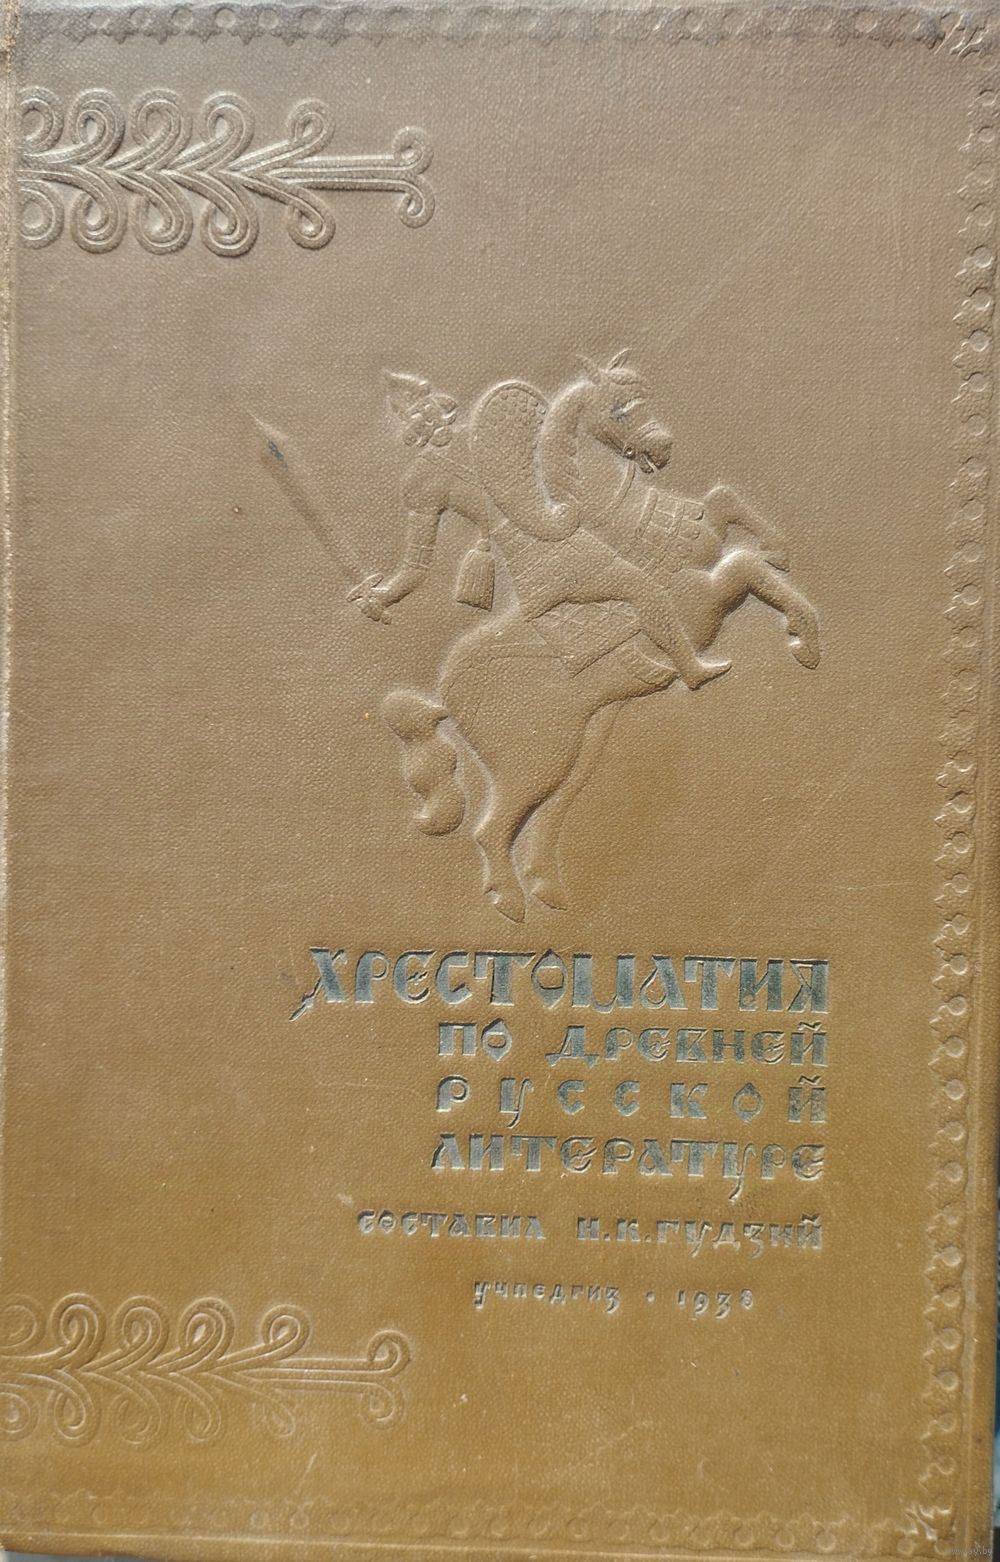 ХРЕСТОМАТИЯ
ПО ДРЕВНЕЙ
РУССКОЙ
ЛИТЕРАТУРЕ
СОСТАВИЛ Н.К.ГУДЗИЙ
УЧПЕДГИЗ · 1938